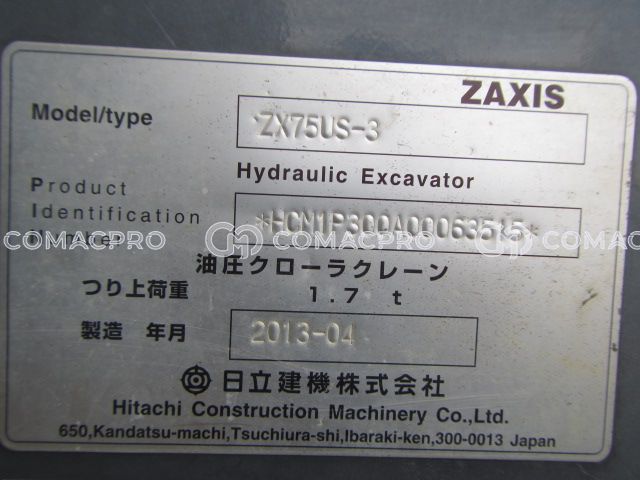 ZAXIS
Model/type *ZX75US-3
Hydraulic Excavator
Product
Identification
Number
COMACPRO COMACPRO COMACPRO
油圧クローラクレーン
つり上荷重 1.7 t
製造 年月 2013-04
日立建機株式会社
Hitachi Construction Machinery Co.,Ltd.
650,Kandatsu-machi,Tsuchiura-shi,Ibaraki-ken,300-0013 Japan